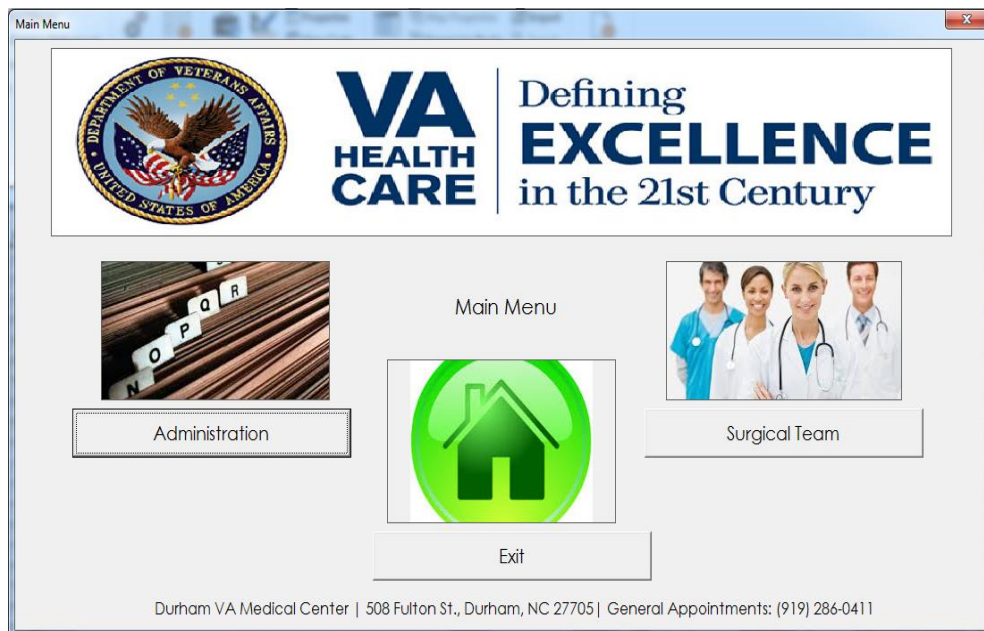 Main Menu
DEPARTMENT OF VETERANS AFFAIRS
UNITED STATES OF AMERICA
VA
HEALTH
CARE
Defining
EXCELLENCE
in the 21st Century
N O P Q R
Main Menu
Administration
Surgical Team
Exit
Durham VA Medical Center | 508 Fulton St., Durham, NC 27705| General Appointments: (919) 286-0411